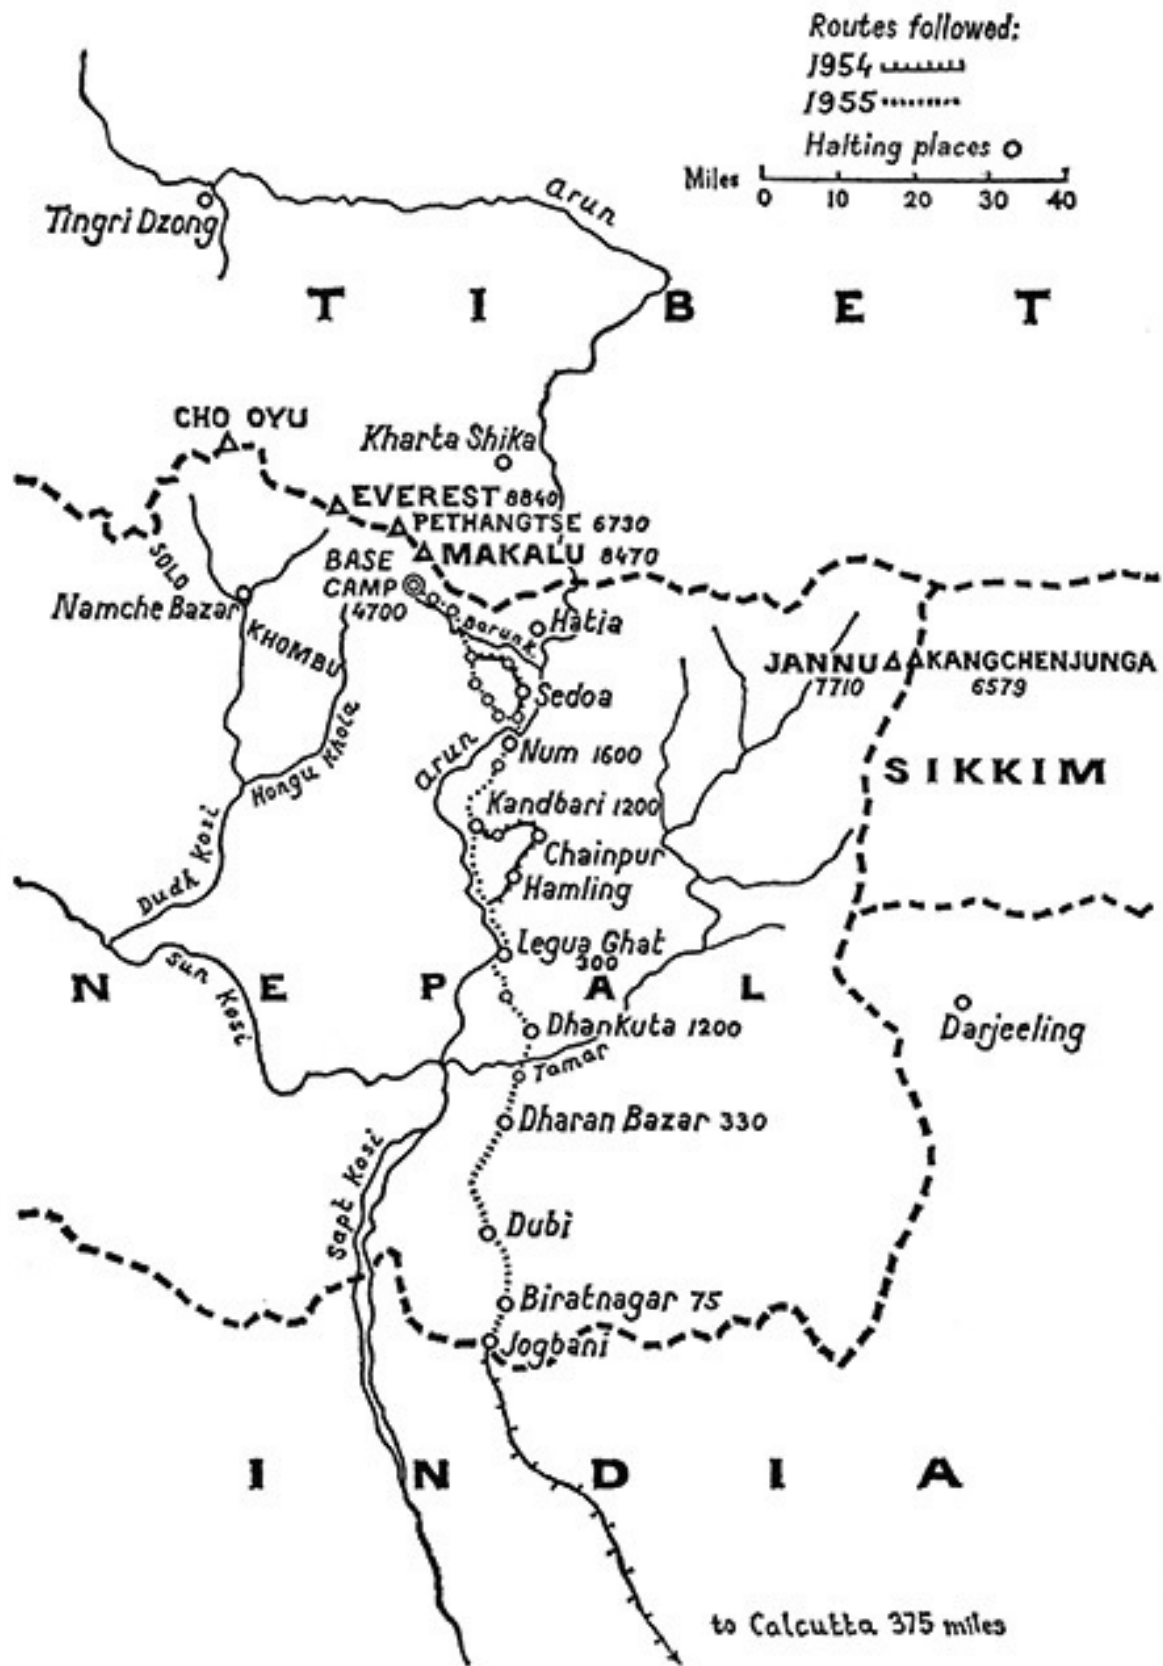 Routes followed:
1954
1955
Halting places
Miles
0 10 20 30 40
Arun
Tingri Dzong
T I B E T
CHO OYU
Kharta Shika
EVEREST 8840
PETHANGTSE 6730
MAKALU 8470
BASE
CAMP
4700
SOLO
Namche Bazar
KHOMBU
Barun K.
Hatia
JANNU
7710
KANGCHENJUNGA
6579
Sedoa
Hongu Khola
Arun
Num 1600
SIKKIM
Kandbari 1200
Chainpur
Hamling
Dudh Kosi
Legua Ghat
300
Sun Kosi
N E P A L
Dhankuta 1200
Darjeeling
Tamar
Dharan Bazar 330
Sapt Kosi
Dubi
Biratnagar 75
Jogbani
I N D I A
to Calcutta 375 miles